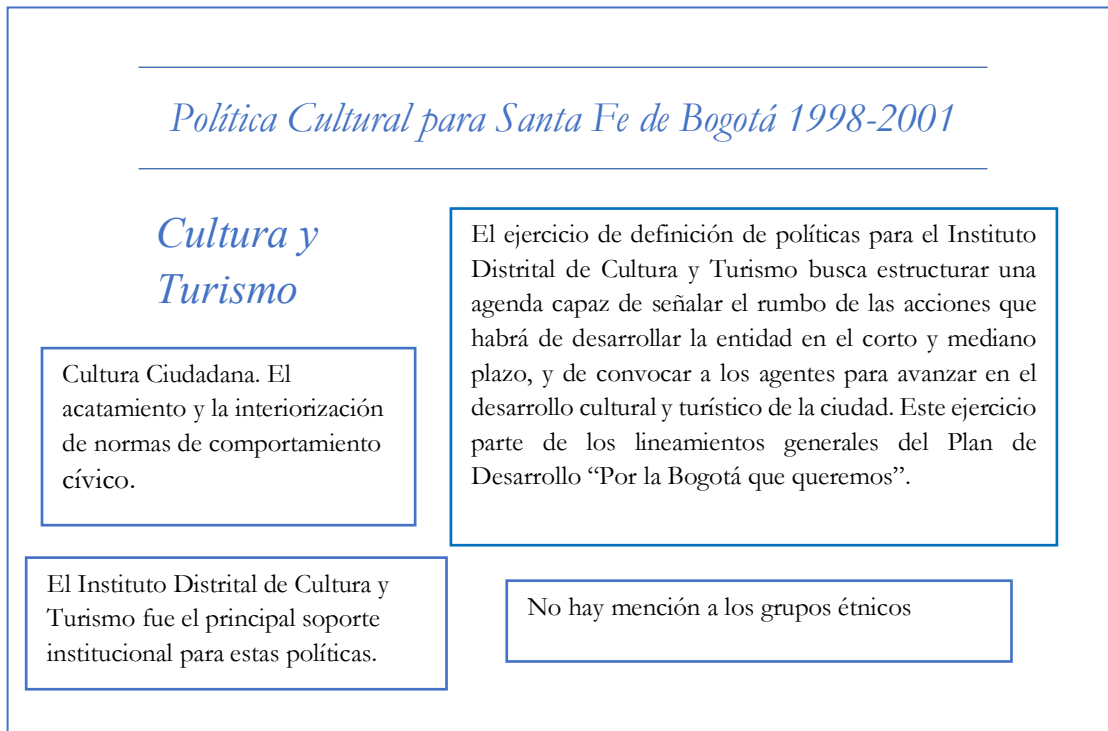 Política Cultural para Santa Fe de Bogotá 1998-2001
Cultura y
Turismo
Cultura Ciudadana. El
acatamiento y la interiorización
de normas de comportamiento
cívico.
El Instituto Distrital de Cultura y
Turismo fue el principal soporte
institucional para estas políticas.
El ejercicio de definición de políticas para el Instituto
Distrital de Cultura y Turismo busca estructurar una
agenda capaz de señalar el rumbo de las acciones que
habrá de desarrollar la entidad en el corto y mediano
plazo, y de convocar a los agentes para avanzar en el
desarrollo cultural y turístico de la ciudad. Este ejercicio
parte de los lineamientos generales del Plan de
Desarrollo “Por la Bogotá que queremos”.
No hay mención a los grupos étnicos